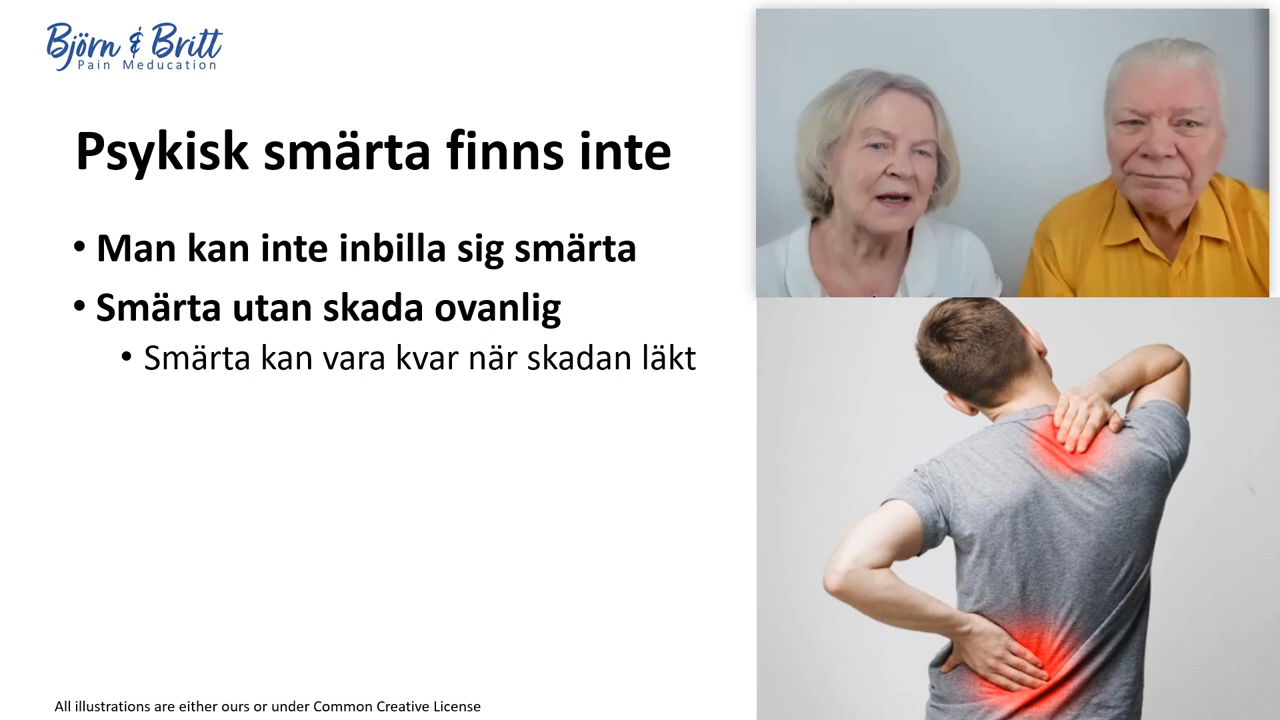 Björn & Britt
Pain Meducation
Psykisk smärta finns inte
• Man kan inte inbilla sig smärta
• Smärta utan skada ovanlig
• Smärta kan vara kvar när skadan läkt
All illustrations are either ours or under Common Creative License